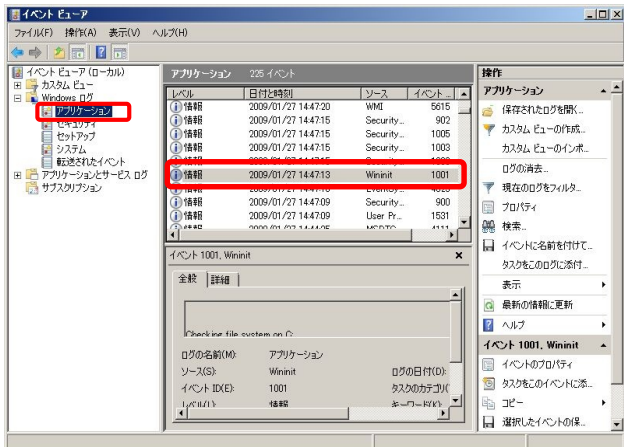 イベント ビューア
ファイル(F) 操作(A) 表示(V) ヘルプ(H)
イベント ビューア (ローカル)
カスタム ビュー
Windows ログ
アプリケーション
セキュリティ
セットアップ
システム
転送されたイベント
アプリケーションとサービス ログ
サブスクリプション
アプリケーション 225 イベント
レベル 日付と時刻 ソース イベント ...
情報 2009/01/27 14:47:20 WMI 5615
情報 2009/01/27 14:47:15 Security... 902
情報 2009/01/27 14:47:15 Security... 1005
情報 2009/01/27 14:47:15 Security... 1003
情報 2009/01/27 14:47:13 Wininit 1001
情報 2009/01/27 14:47:09 Security... 900
情報 2009/01/27 14:47:09 User Pr... 1531
イベント 1001, Wininit
全般 詳細
Checking file system on C:
ログの名前(M): アプリケーション
ソース(S): Wininit ログの日付(D):
イベント ID(E): 1001 タスクのカテゴリ(
レベル(L): 情報 キーワード(K):
操作
アプリケーション
保存されたログを開く...
カスタム ビューの作成...
カスタム ビューのインポ...
ログの消去...
現在のログをフィルタ...
プロパティ
検索...
イベントに名前を付けて...
タスクをこのログに添付...
表示
最新の情報に更新
ヘルプ
イベント 1001, Wininit
イベントのプロパティ
タスクをこのイベントに添...
コピー
選択したイベントの保...